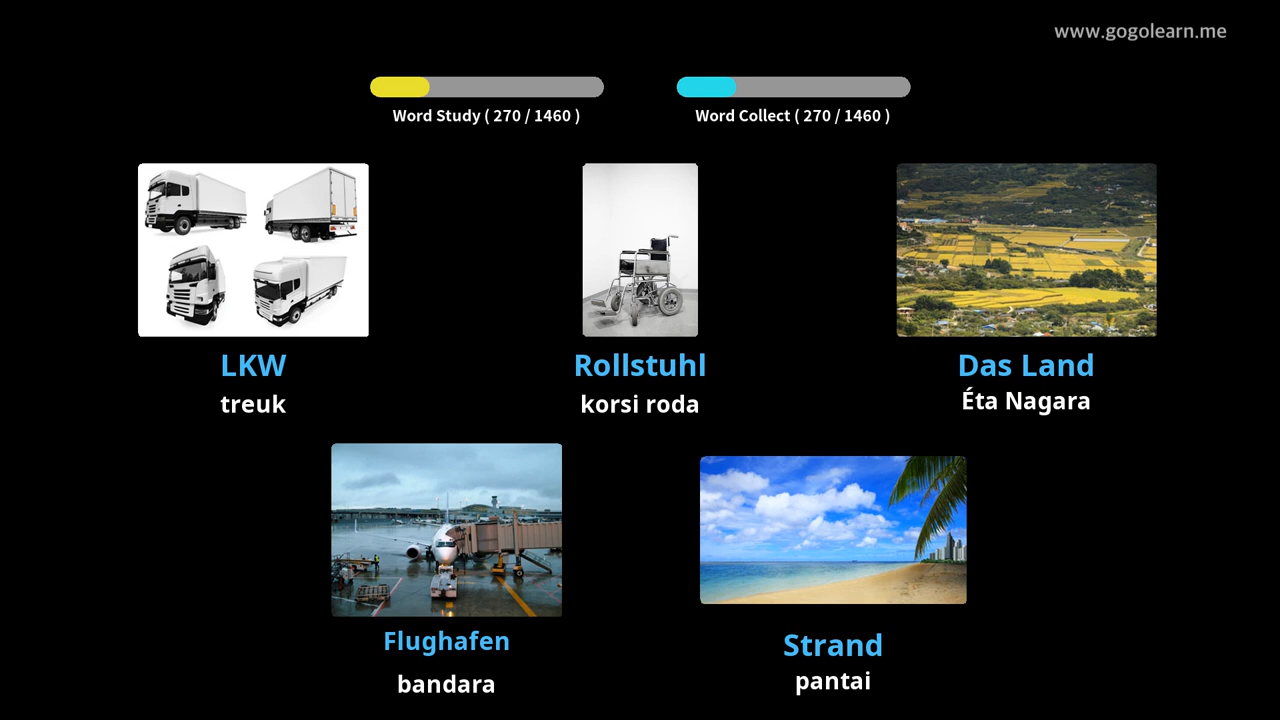 www.gogolearn.me
Word Study ( 270 / 1460 )
Word Collect ( 270 / 1460 )
LKW
Rollstuhl
Das Land
treuk
korsi roda
Éta Nagara
Flughafen
Strand
bandara
pantai